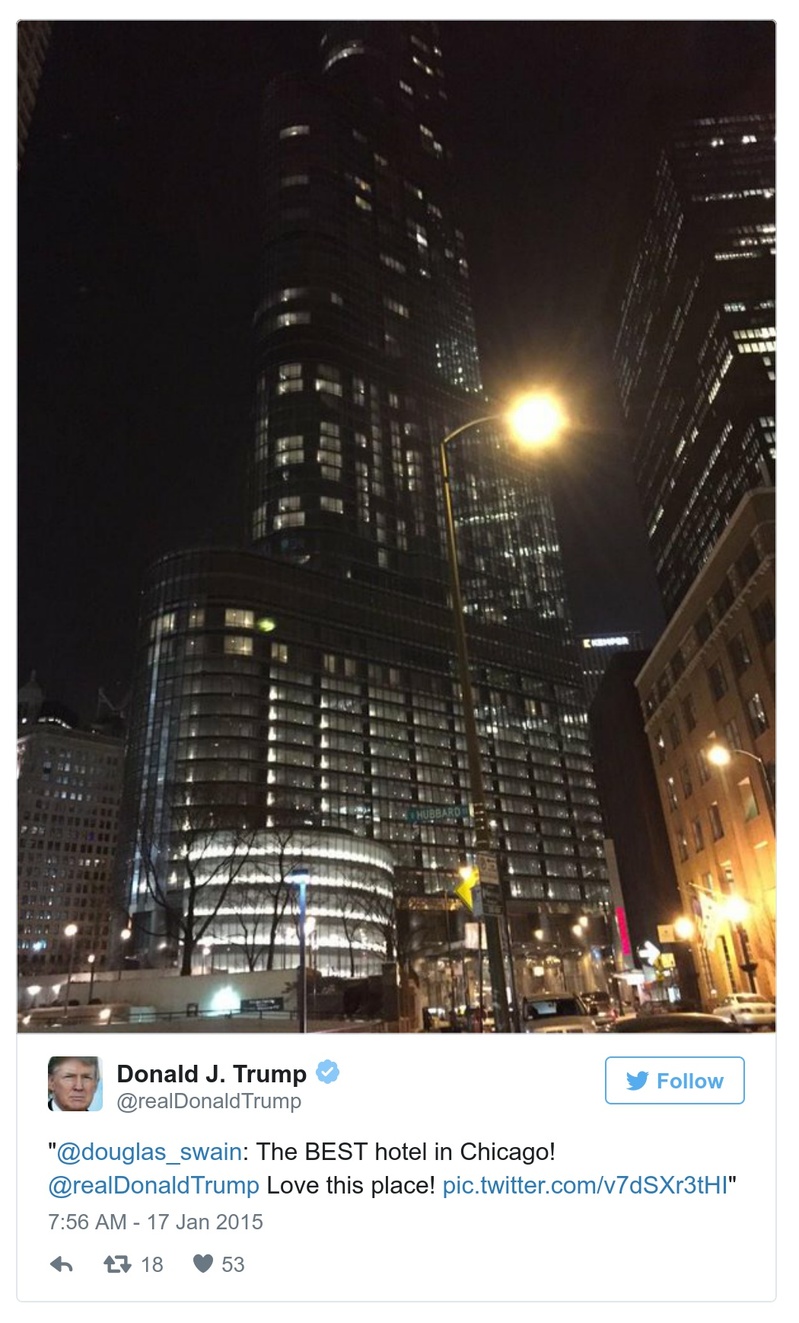 KEMPER
HUBBARD
Donald J. Trump
@realDonaldTrump
Follow
"@douglas_swain: The BEST hotel in Chicago!
@realDonaldTrump Love this place! pic.twitter.com/v7dSXr3tHI"
7:56 AM - 17 Jan 2015
18 53